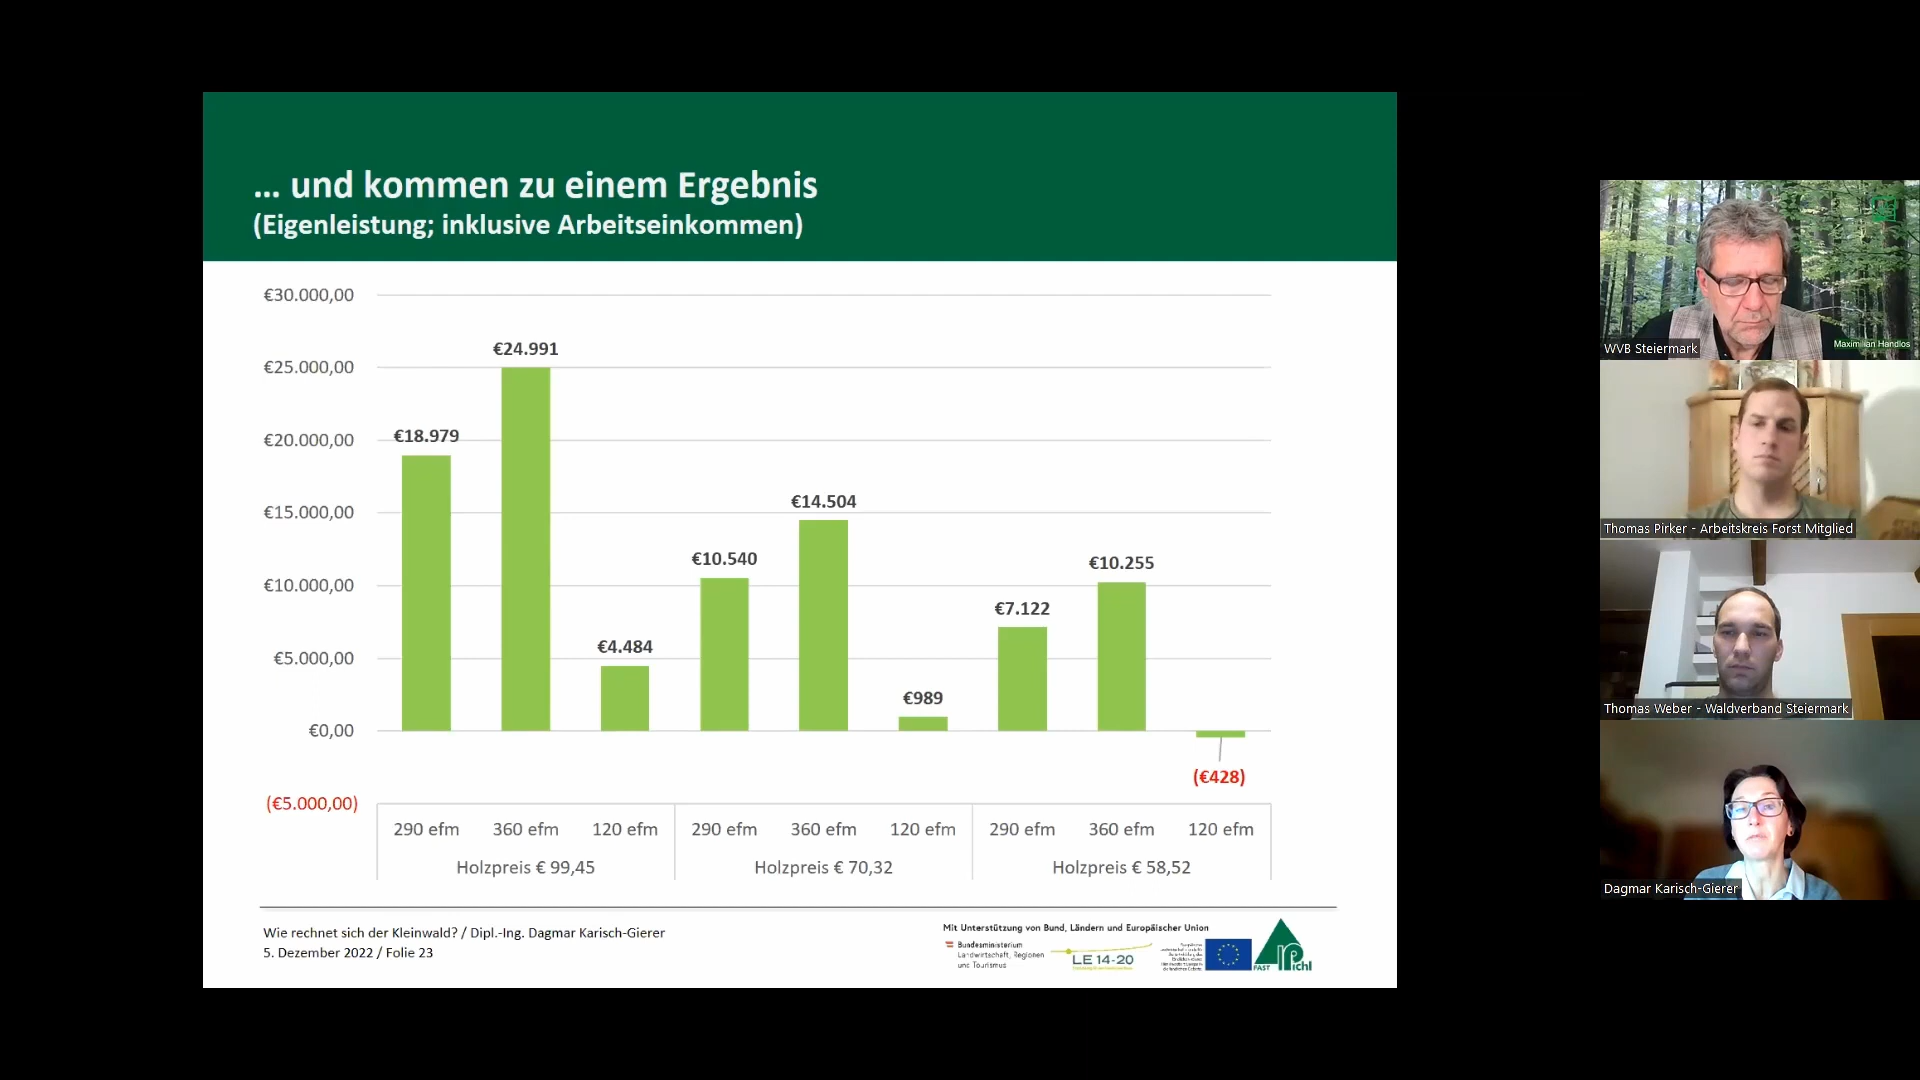 … und kommen zu einem Ergebnis
(Eigenleistung; inklusive Arbeitseinkommen)
€30.000,00
€25.000,00
€20.000,00
€15.000,00
€10.000,00
€5.000,00
€0,00
(€5.000,00)
€18.979
€24.991
€4.484
€10.540
€14.504
€989
€7.122
€10.255
(€428)
290 efm 360 efm 120 efm 290 efm 360 efm 120 efm 290 efm 360 efm 120 efm
Holzpreis € 99,45 Holzpreis € 70,32 Holzpreis € 58,52
Wie rechnet sich der Kleinwald? / Dipl.-Ing. Dagmar Karisch-Gierer
5. Dezember 2022 / Folie 23
Mit Unterstützung von Bund, Ländern und Europäischer Union
Bundesministerium
Landwirtschaft, Regionen
und Tourismus
LE 14-20
FAST Pichl
WVB Steiermark
Maximilian Handlos
Thomas Pirker - Arbeitskreis Forst Mitglied
Thomas Weber - Waldverband Steiermark
Dagmar Karisch-Gierer